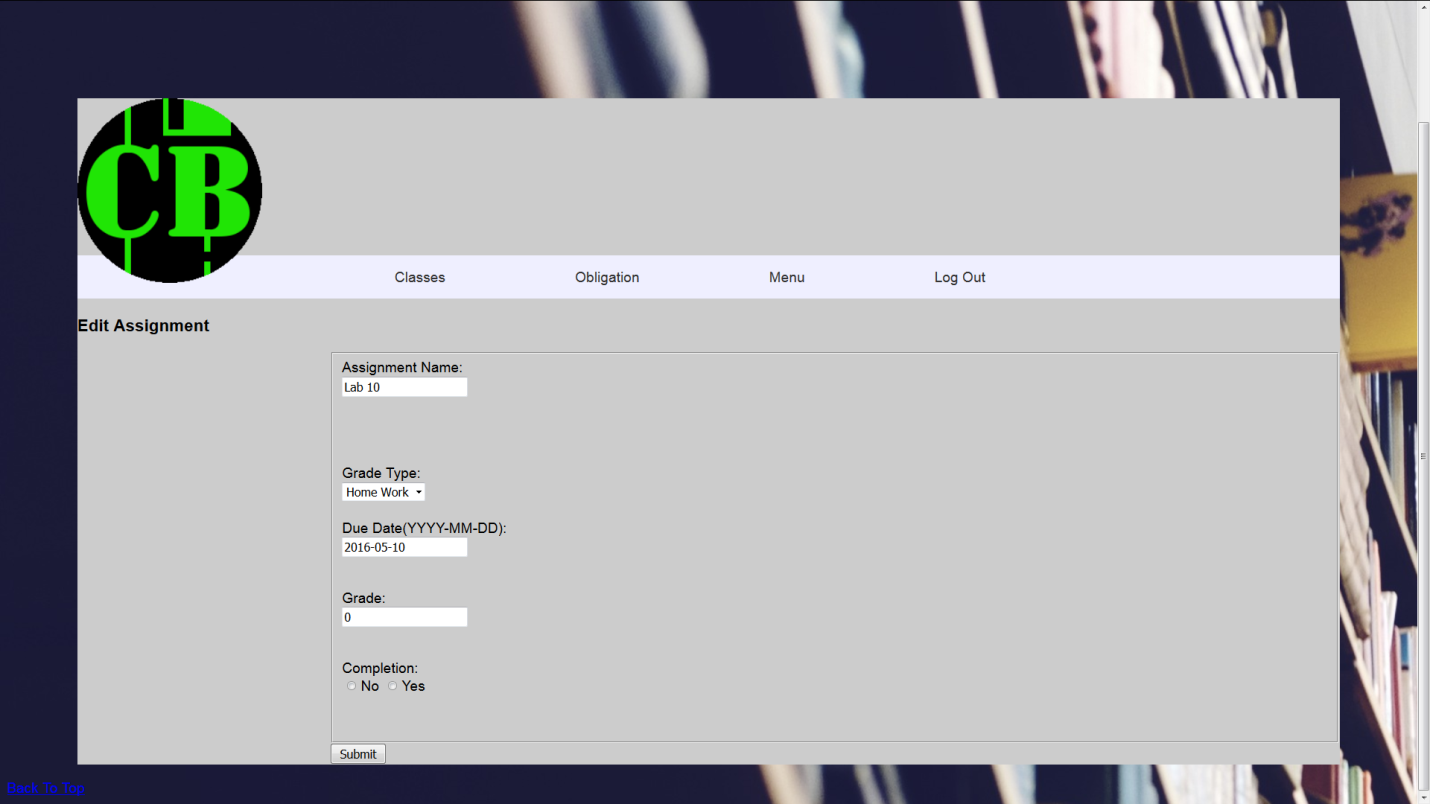 CB
Classes Obligation Menu Log Out
Edit Assignment
Assignment Name:
Lab 10
Grade Type:
Home Work
Due Date(YYYY-MM-DD):
2016-05-10
Grade:
0
Completion:
No Yes
Submit
Back To Top